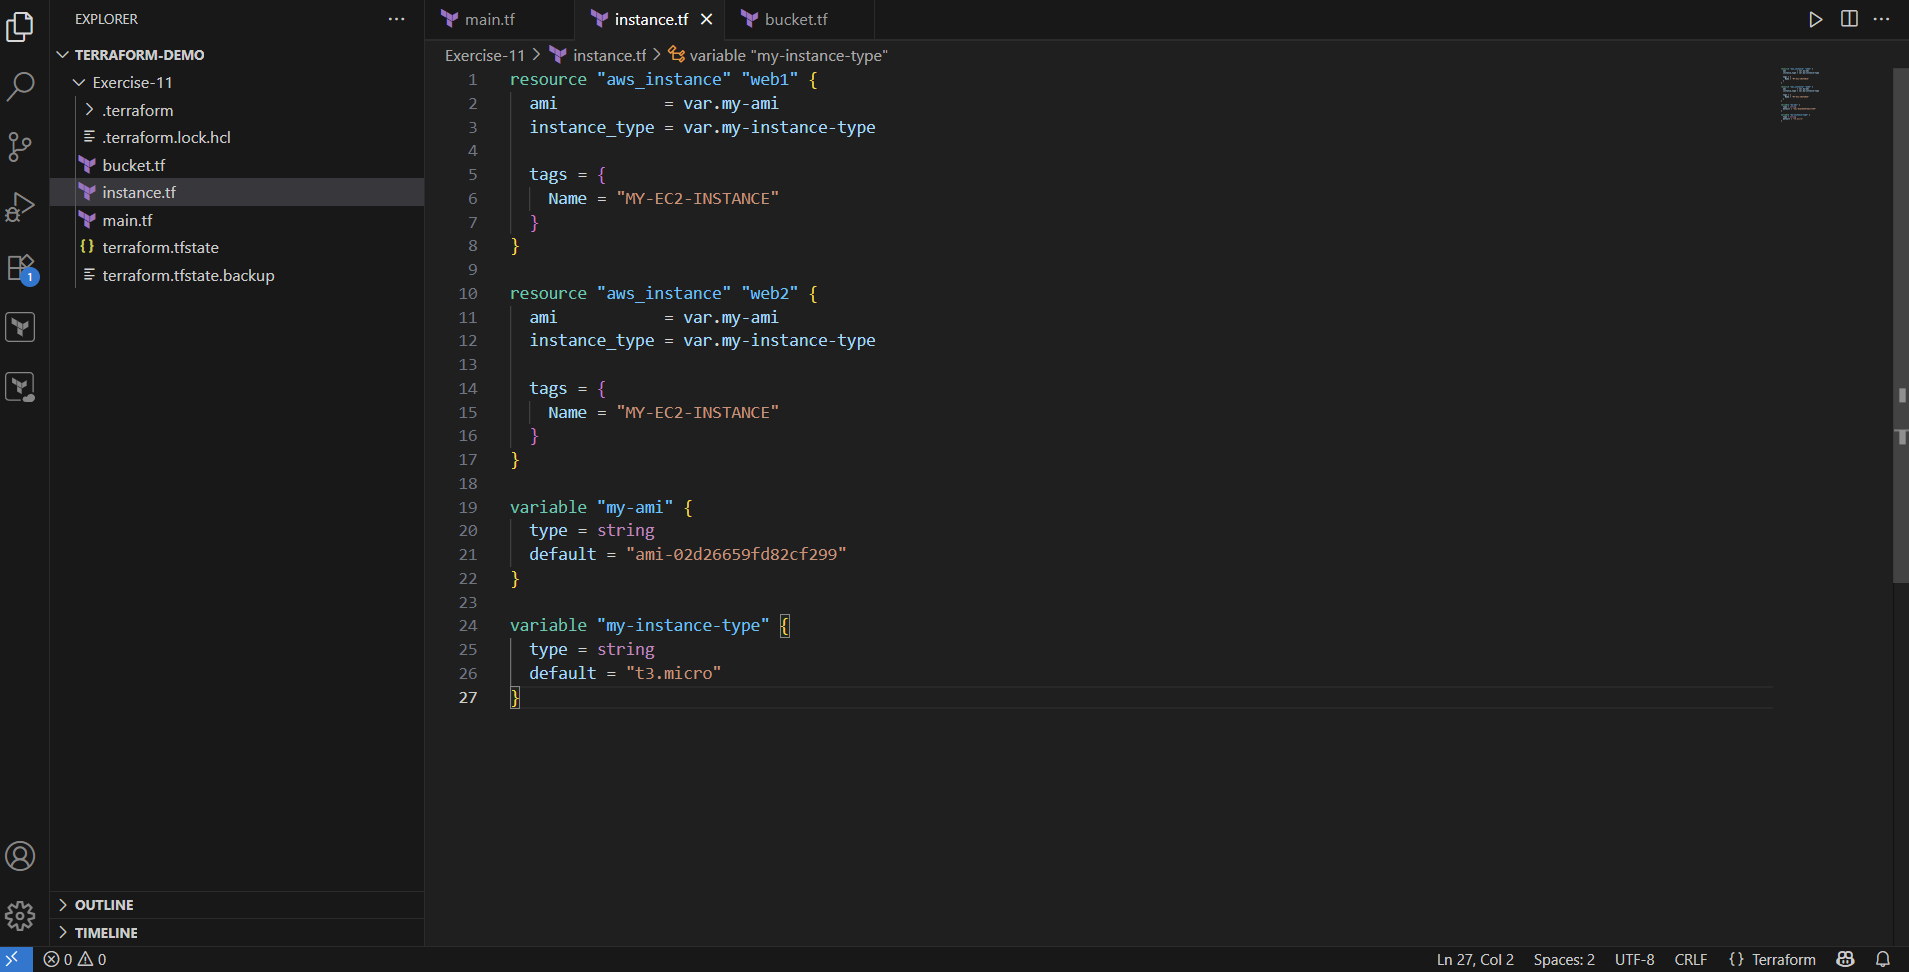 EXPLORER
TERRAFORM-DEMO
Exercise-11
.terraform
.terraform.lock.hcl
bucket.tf
instance.tf
main.tf
{} terraform.tfstate
terraform.tfstate.backup
OUTLINE
TIMELINE
1
main.tf
instance.tf
bucket.tf
Exercise-11 > instance.tf > variable "my-instance-type"
1 resource "aws_instance" "web1" {
2   ami           = var.my-ami
3   instance_type = var.my-instance-type
4
5   tags = {
6     Name = "MY-EC2-INSTANCE"
7   }
8 }
9
10 resource "aws_instance" "web2" {
11   ami           = var.my-ami
12   instance_type = var.my-instance-type
13
14   tags = {
15     Name = "MY-EC2-INSTANCE"
16   }
17 }
18
19 variable "my-ami" {
20   type = string
21   default = "ami-02d26659fd82cf299"
22 }
23
24 variable "my-instance-type" {
25   type = string
26   default = "t3.micro"
27 }
0 0
Ln 27, Col 2 Spaces: 2 UTF-8 CRLF {} Terraform